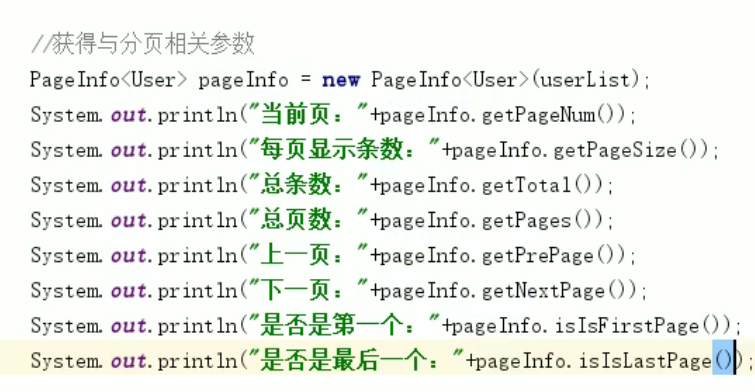 //获得与分页相关参数
PageInfo<User> pageInfo = new PageInfo<User>(userList);
System.out.println("当前页："+pageInfo.getPageNum());
System.out.println("每页显示条数："+pageInfo.getPageSize());
System.out.println("总条数："+pageInfo.getTotal());
System.out.println("总页数："+pageInfo.getPages());
System.out.println("上一页："+pageInfo.getPrePage());
System.out.println("下一页："+pageInfo.getNextPage());
System.out.println("是否是第一个："+pageInfo.isIsFirstPage());
System.out.println("是否是最后一个："+pageInfo.isIsLastPage());